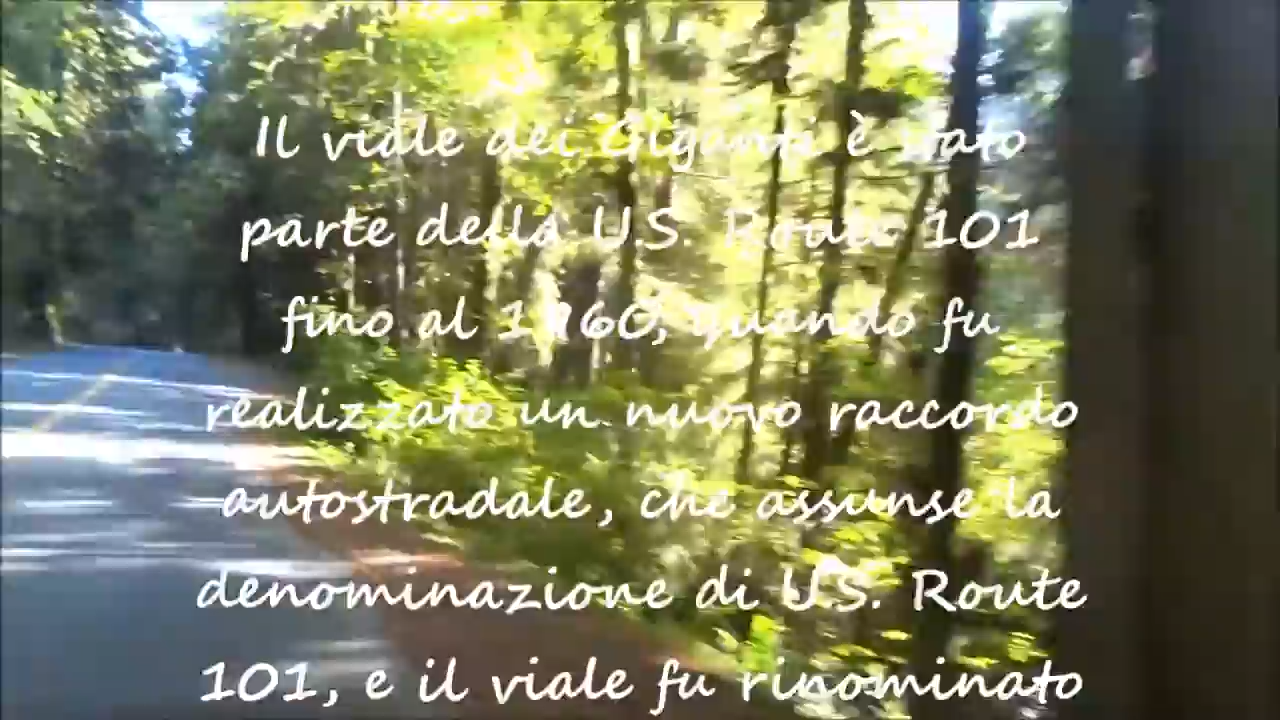 Il viale dei Giganti è stato
parte della U.S. Route 101
fino al 1960, quando fu
realizzato un nuovo raccordo
autostradale, che assunse la
denominazione di U.S. Route
101, e il viale fu rinominato